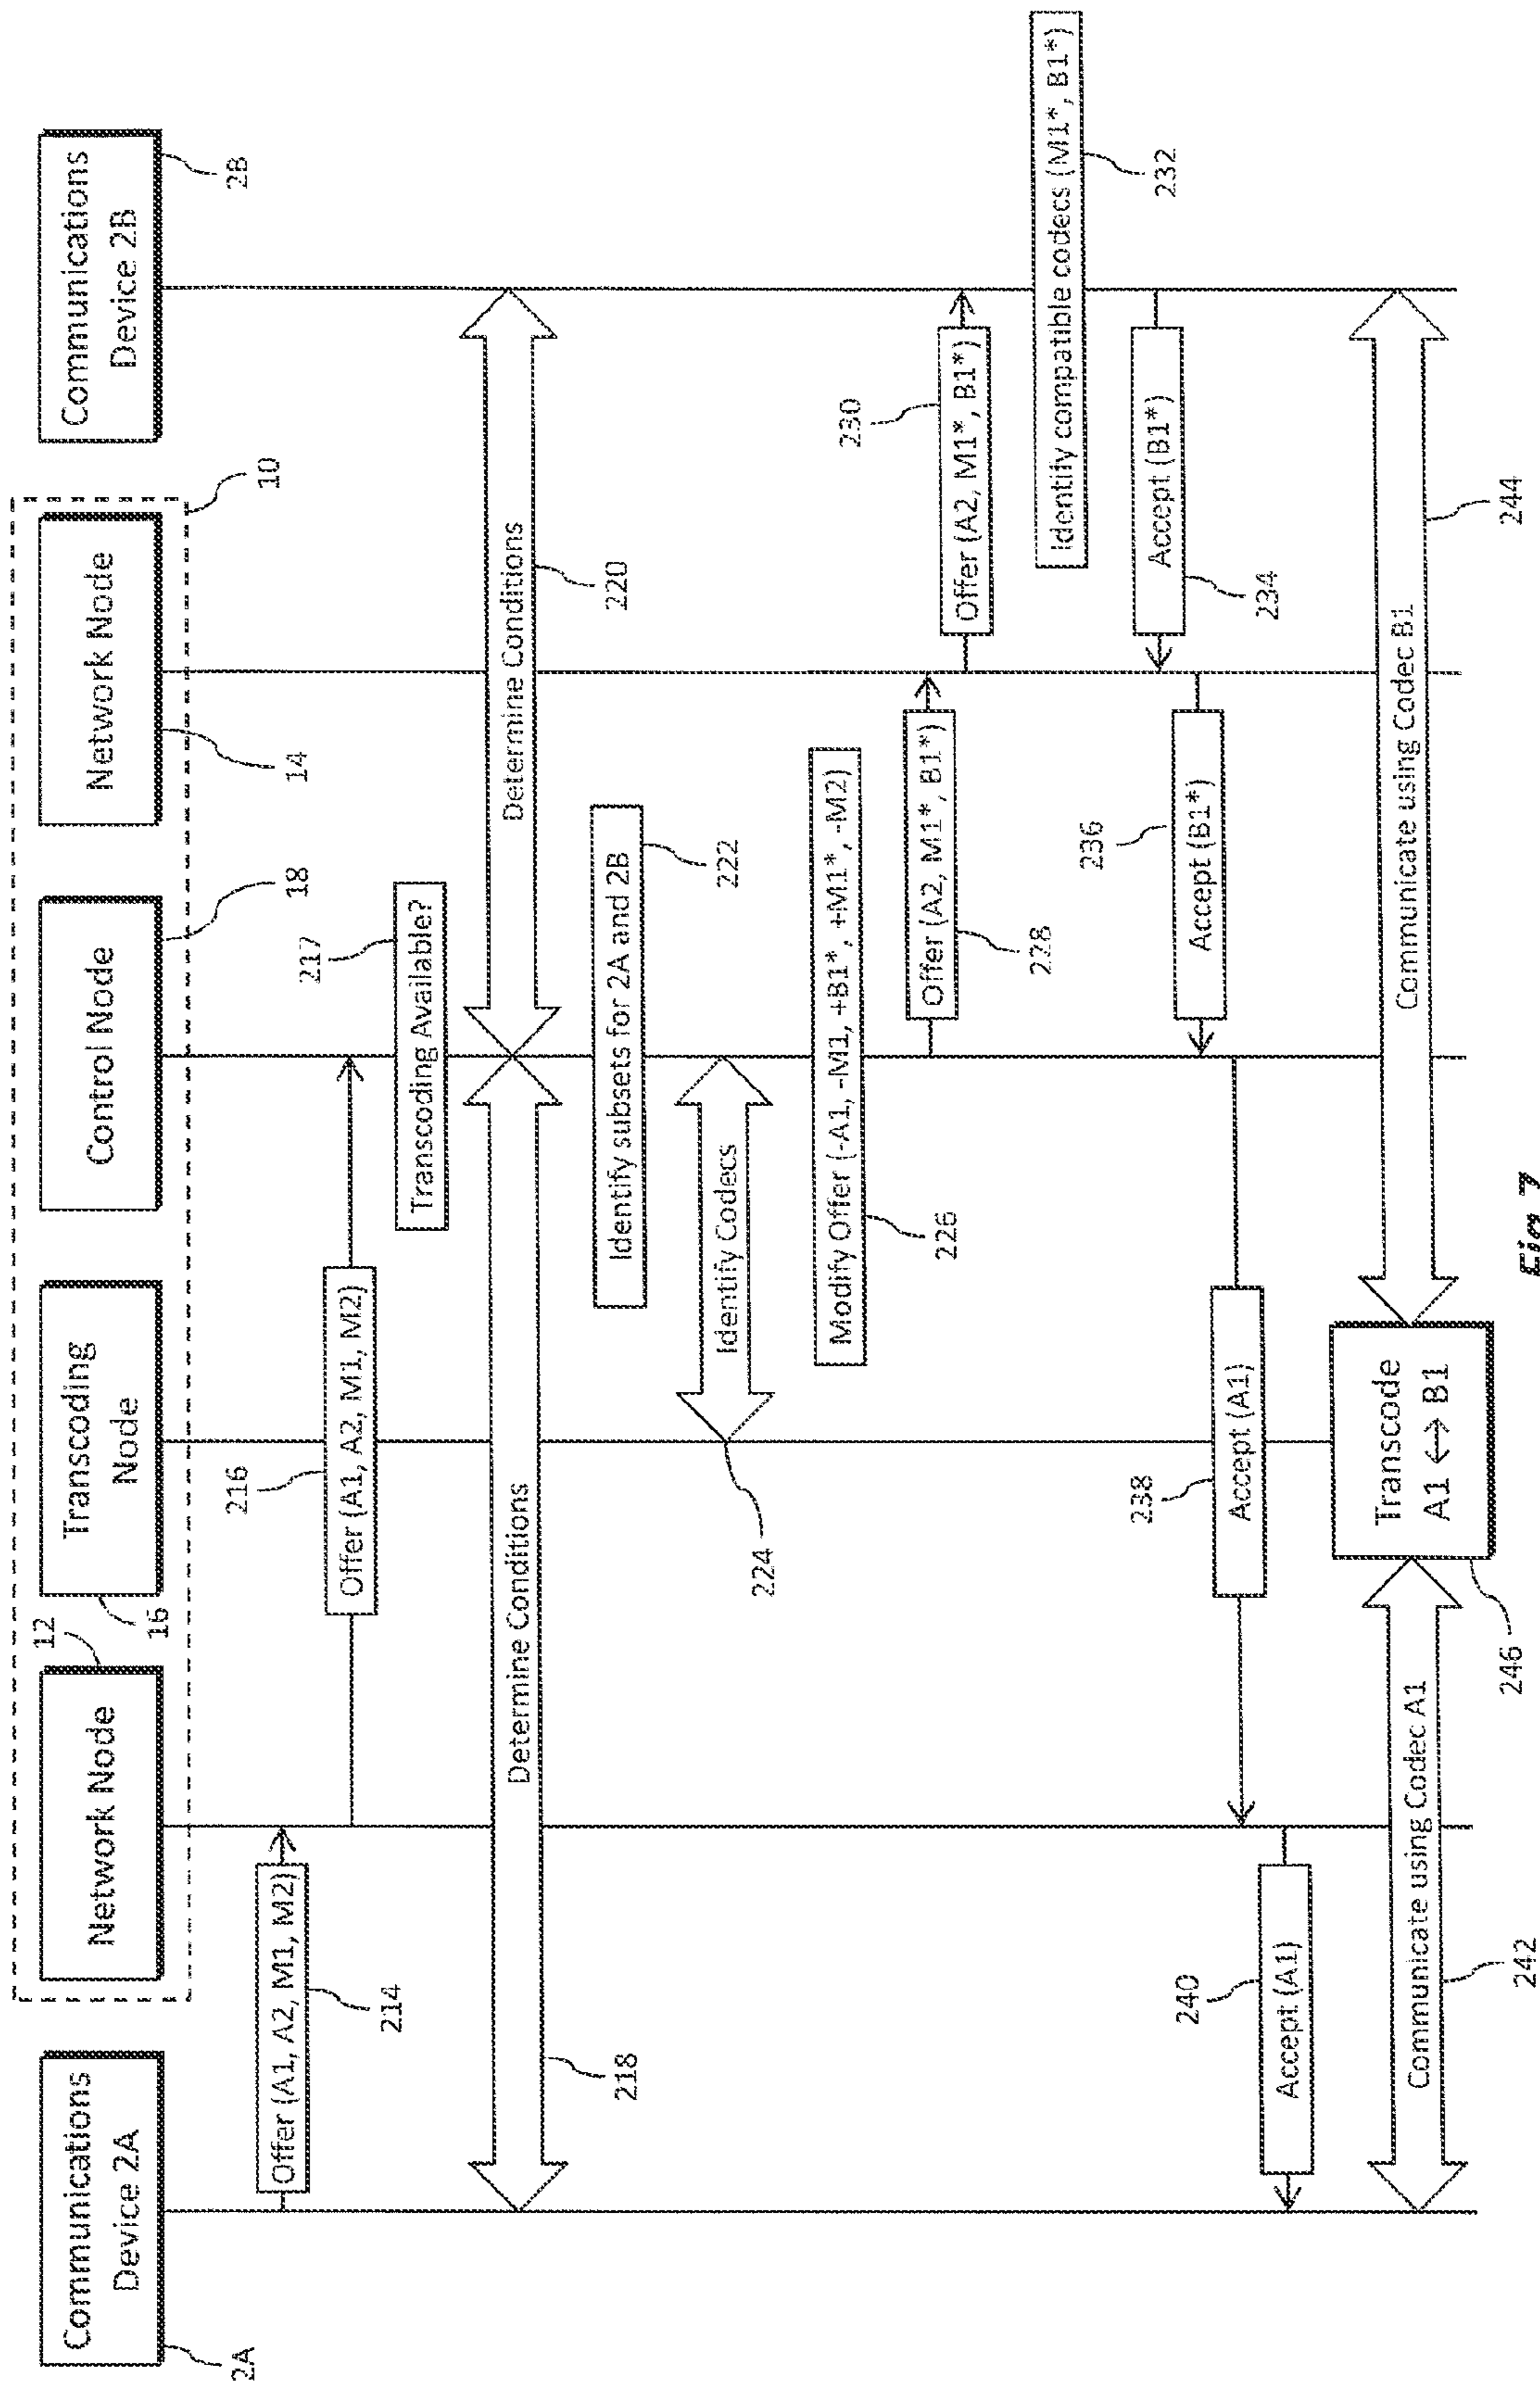 Communications
Device 2A
2A
Network Node
12
Transcoding
Node
16
Control Node
18
Network Node
14
10
Communications
Device 2B
2B
Offer (A1, A2, M1, M2)
214
Offer (A1, A2, M1, M2)
216
Transcoding Available?
217
Determine Conditions
218
Determine Conditions
220
Identify subsets for 2A and 2B
222
Identify Codecs
224
Modify Offer (-A1, -M1, +B1*, +M1*, -M2)
226
Offer (A2, M1*, B1*)
228
Offer (A2, M1*, B1*)
230
Identify compatible codecs (M1*, B1*)
232
Accept (B1*)
234
Accept (B1*)
236
Accept (A1)
238
Accept (A1)
240
Communicate using Codec A1
242
Transcode
A1 <-> B1
246
Communicate using Codec B1
244
Fig 7